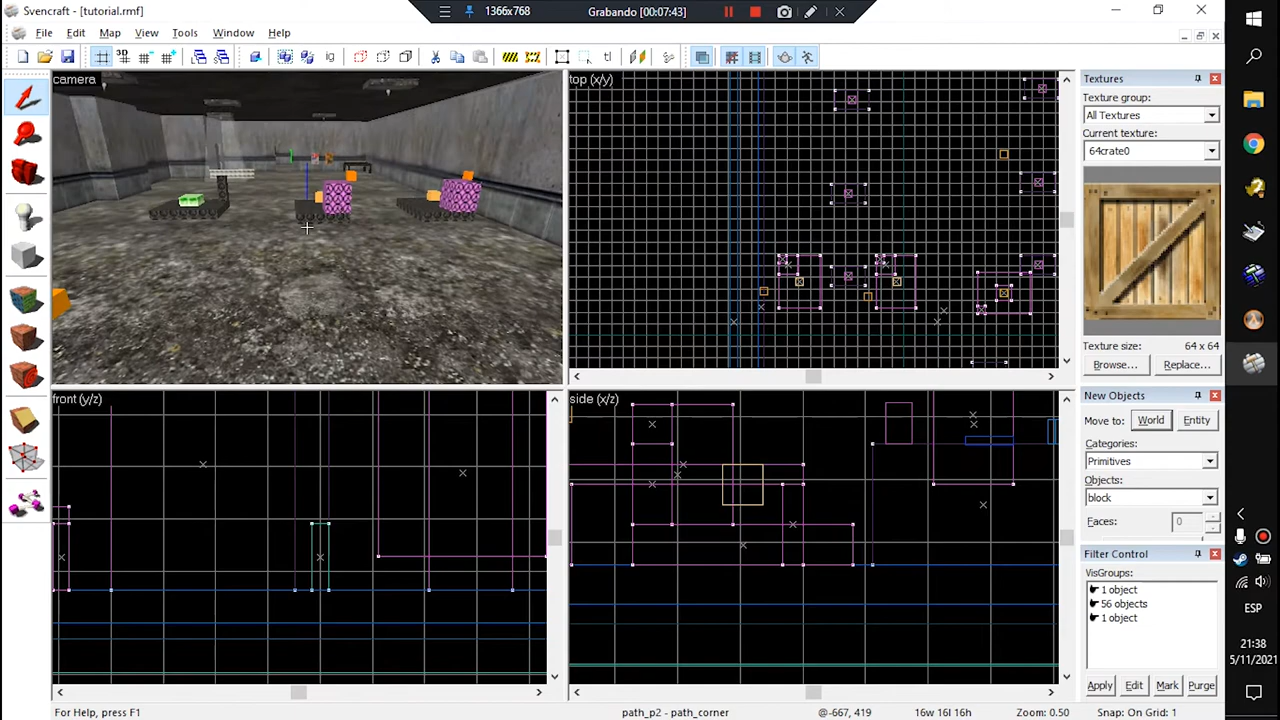 Svencraft - [tutorial.rmf]
1366x768
Grabando [00:07:43]
File Edit Map View Tools Window Help
camera
top (x/y)
front (y/z)
side (x/z)
Textures
Texture group:
All Textures
Current texture:
64crate0
Texture size: 64 x 64
Browse... Replace...
New Objects
Move to: World Entity
Categories:
Primitives
Objects:
block
Faces: 0
Filter Control
VisGroups:
1 object
56 objects
1 object
Apply Edit Mark Purge
ESP
21:38
5/11/2021
For Help, press F1
path_p2 - path_corner
@-667, 419
16w 16l 16h
Zoom: 0.50
Snap: On Grid: 1